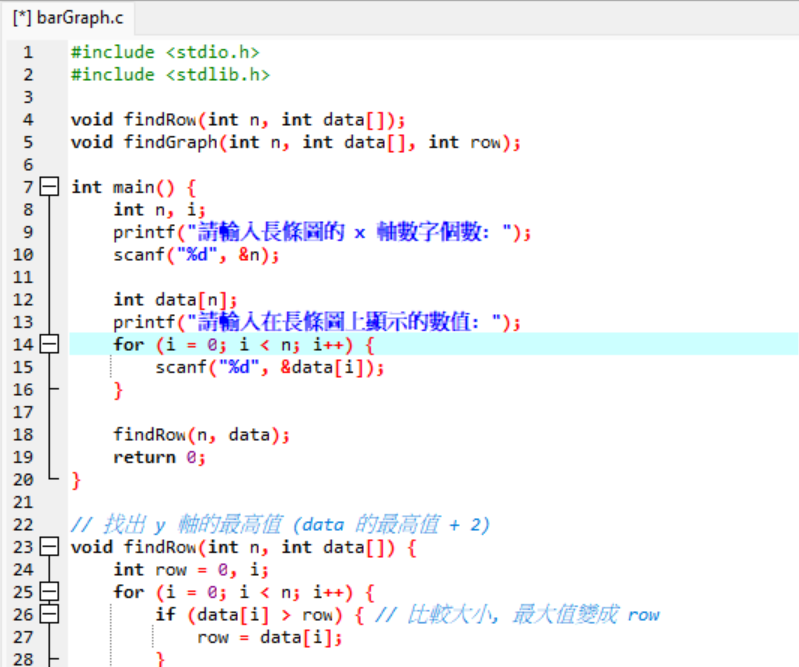 [*] barGraph.c
1 #include <stdio.h>
2 #include <stdlib.h>
3
4 void findRow(int n, int data[]);
5 void findGraph(int n, int data[], int row);
6
7 int main() {
8     int n, i;
9     printf("請輸入長條圖的 x 軸數字個數: ");
10     scanf("%d", &n);
11
12     int data[n];
13     printf("請輸入在長條圖上顯示的數值: ");
14     for (i = 0; i < n; i++) {
15         scanf("%d", &data[i]);
16     }
17
18     findRow(n, data);
19     return 0;
20 }
21
22 // 找出 y 軸的最高值 (data 的最高值 + 2)
23 void findRow(int n, int data[]) {
24     int row = 0, i;
25     for (i = 0; i < n; i++) {
26         if (data[i] > row) { // 比較大小, 最大值變成 row
27             row = data[i];
28         }